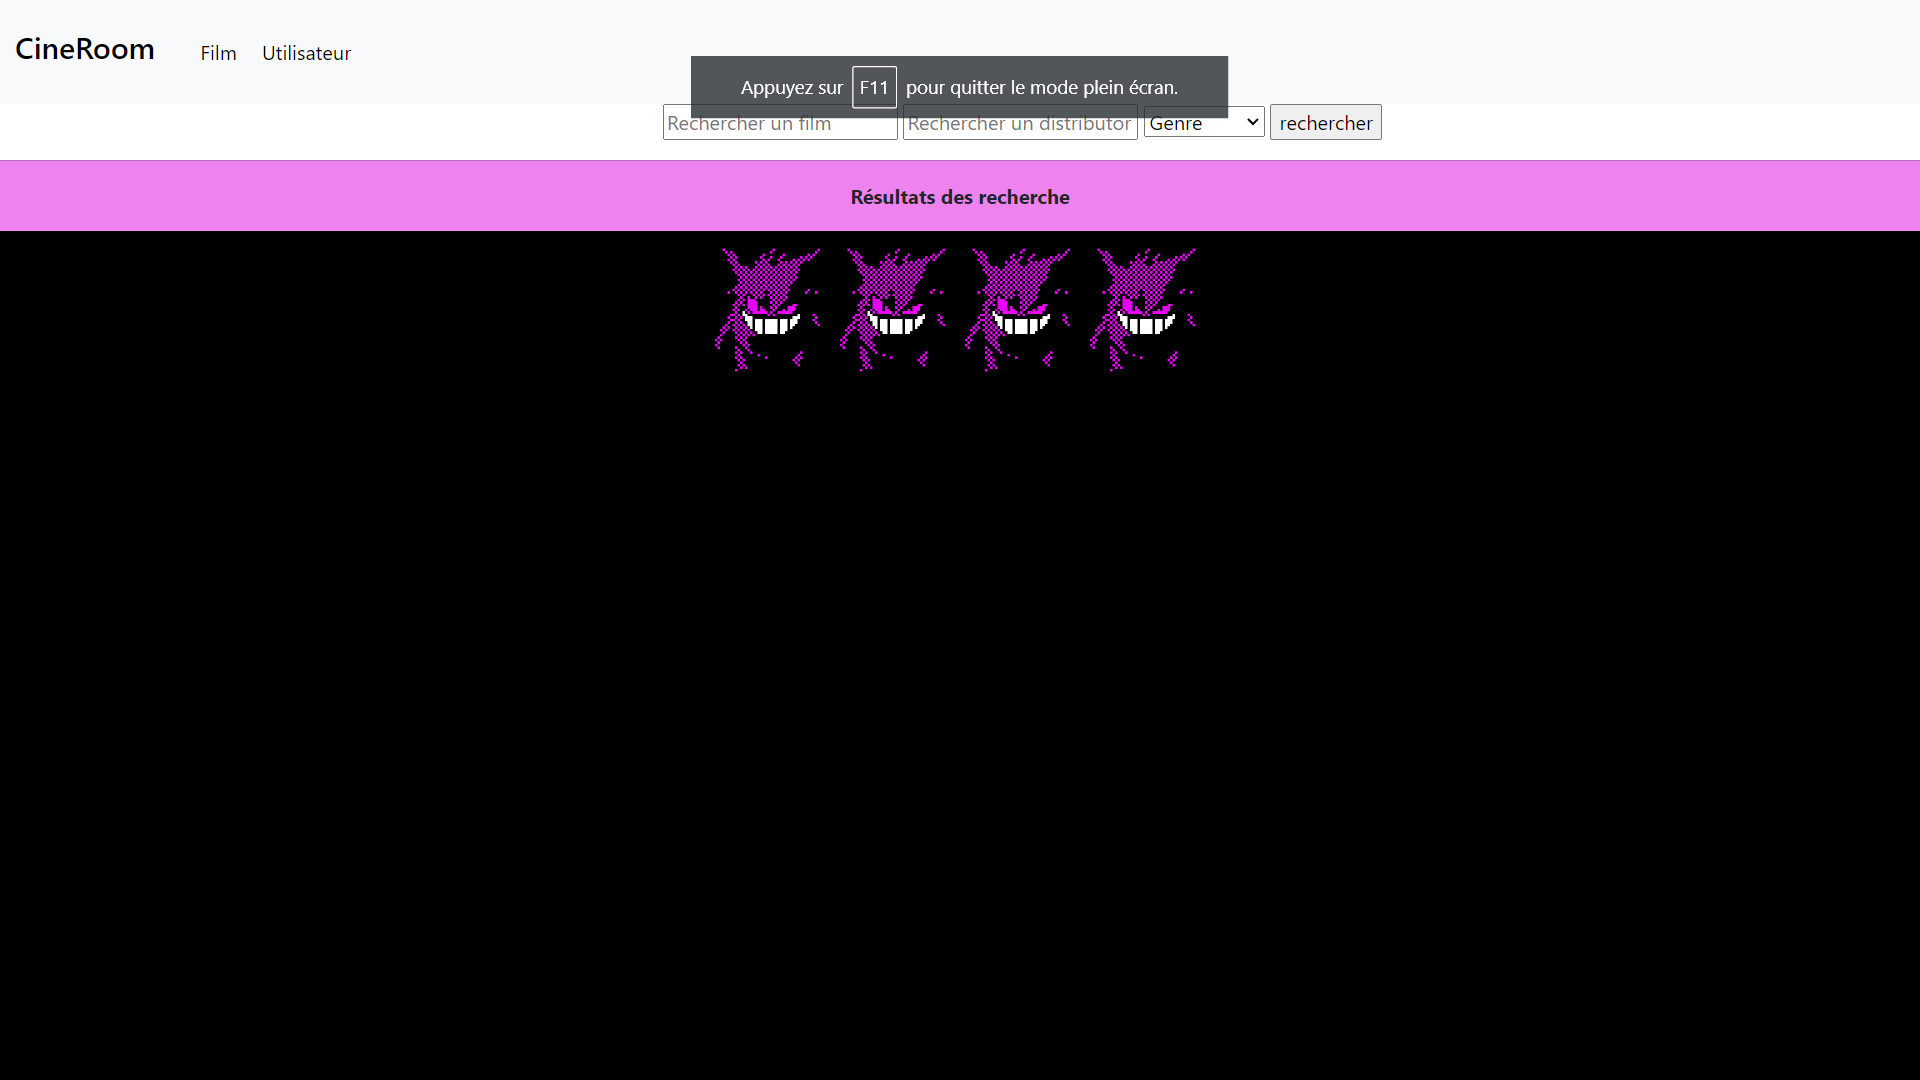 CineRoom Film Utilisateur
Appuyez sur F11 pour quitter le mode plein écran.
Rechercher un film Rechercher un distributor Genre rechercher
Résultats des recherche